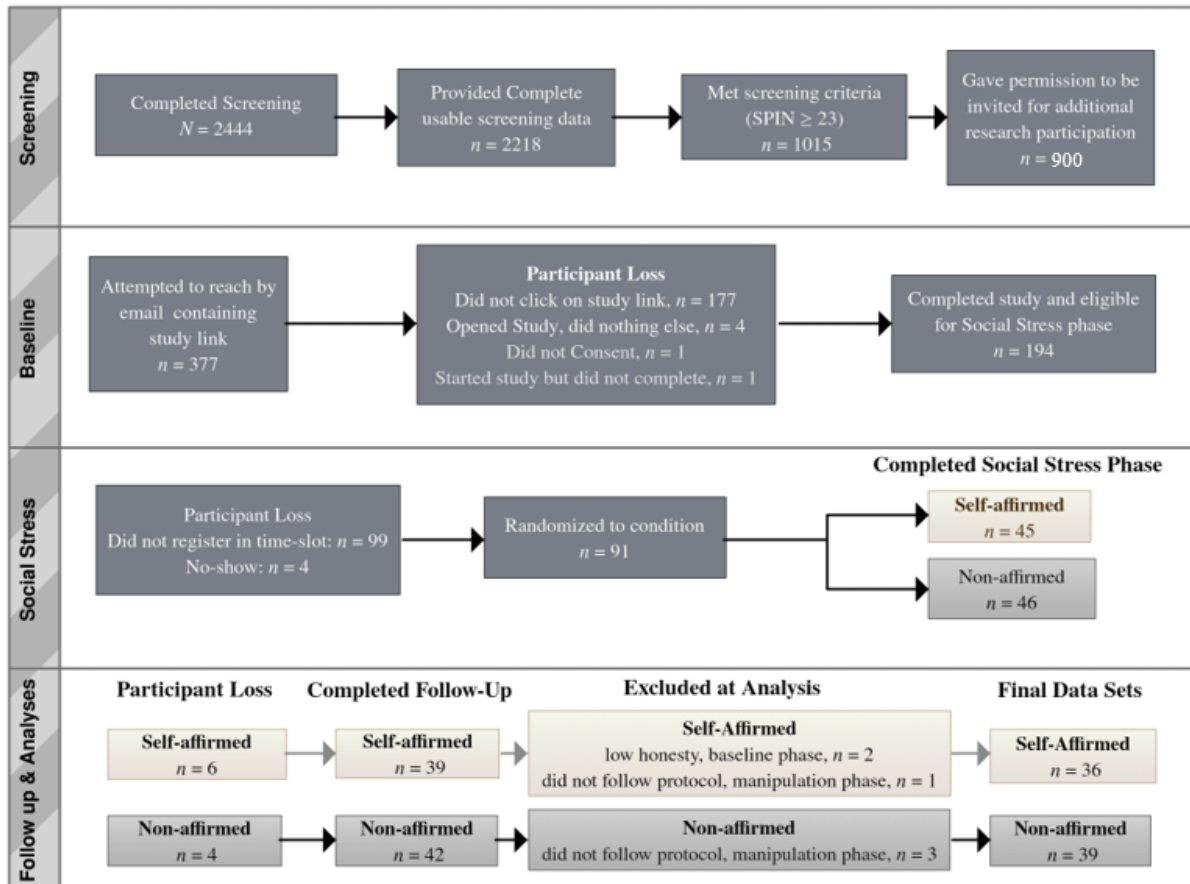 Screening
Completed Screening
N = 2444
Provided Complete
usable screening data
n = 2218
Met screening criteria
(SPIN ≥ 23)
n = 1015
Gave permission to be
invited for additional
research participation
n = 900
Baseline
Attempted to reach by
email containing
study link
n = 377
Participant Loss
Did not click on study link, n = 177
Opened Study, did nothing else, n = 4
Did not Consent, n = 1
Started study but did not complete, n = 1
Completed study and eligible
for Social Stress phase
n = 194
Social Stress
Participant Loss
Did not register in time-slot: n = 99
No-show: n = 4
Randomized to condition
n = 91
Completed Social Stress Phase
Self-affirmed
n = 45
Non-affirmed
n = 46
Follow up & Analyses
Participant Loss
Completed Follow-Up
Excluded at Analysis
Final Data Sets
Self-affirmed
n = 6
Self-affirmed
n = 39
Self-Affirmed
low honesty, baseline phase, n = 2
did not follow protocol, manipulation phase, n = 1
Self-Affirmed
n = 36
Non-affirmed
n = 4
Non-affirmed
n = 42
Non-affirmed
did not follow protocol, manipulation phase, n = 3
Non-affirmed
n = 39